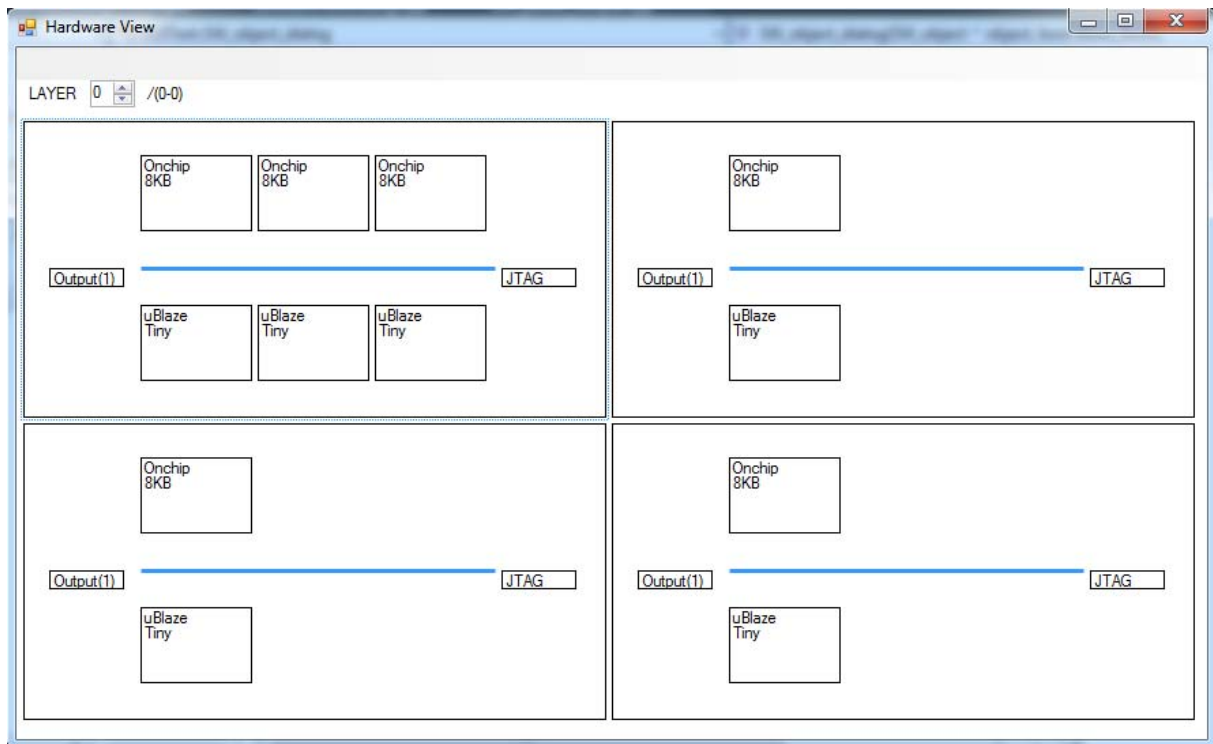 Hardware View
LAYER 0 /(0-0)
Onchip
8KB
Onchip
8KB
Onchip
8KB
Output(1)
JTAG
uBlaze
Tiny
uBlaze
Tiny
uBlaze
Tiny
Onchip
8KB
Output(1)
JTAG
uBlaze
Tiny
Onchip
8KB
Output(1)
JTAG
uBlaze
Tiny
Onchip
8KB
Output(1)
JTAG
uBlaze
Tiny